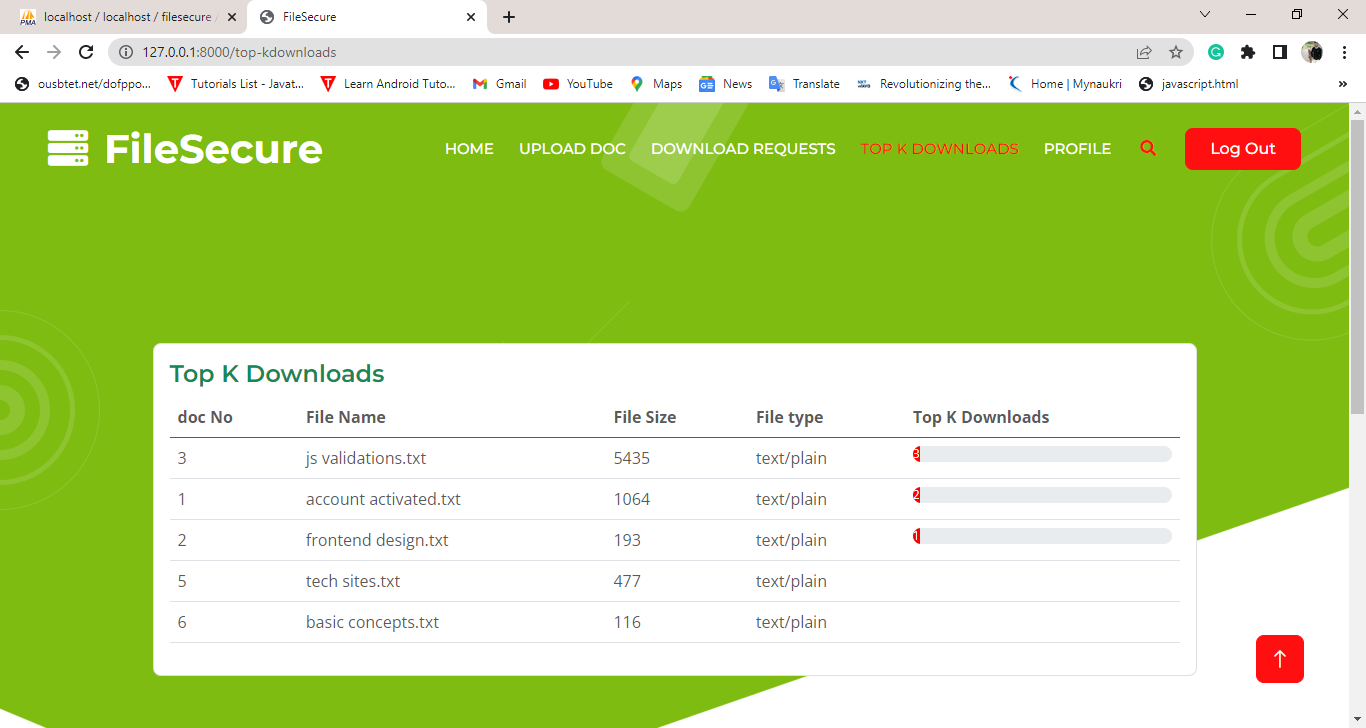 PMA localhost / localhost / filesecure /
FileSecure
127.0.0.1:8000/top-kdownloads
ousbtet.net/dofppo... Tutorials List - Javat... Learn Android Tuto... Gmail YouTube Maps News Translate Revolutionizing the... Home | Mynaukri javascript.html »
FileSecure
HOME UPLOAD DOC DOWNLOAD REQUESTS TOP K DOWNLOADS PROFILE Log Out
Top K Downloads
doc No File Name File Size File type Top K Downloads
3 js validations.txt 5435 text/plain 3
1 account activated.txt 1064 text/plain 2
2 frontend design.txt 193 text/plain 1
5 tech sites.txt 477 text/plain
6 basic concepts.txt 116 text/plain